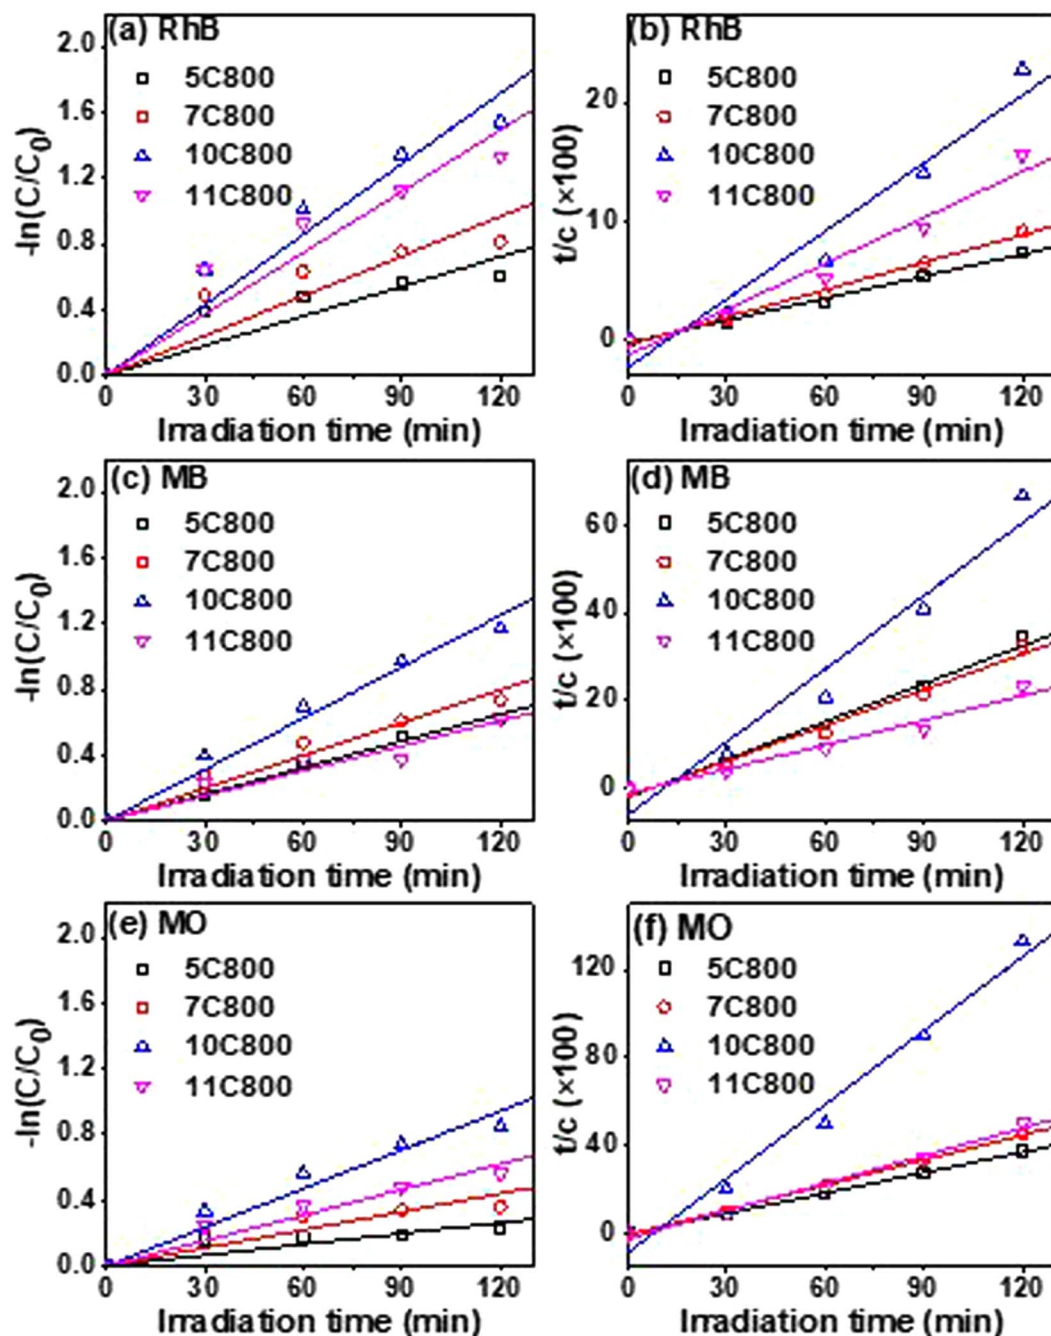 (a) RhB
5C800
7C800
10C800
11C800
2.0
1.6
1.2
0.8
0.4
0.0
-ln(C/C0)
0 30 60 90 120
Irradiation time (min)
(b) RhB
5C800
7C800
10C800
11C800
20
10
0
t/c (×100)
0 30 60 90 120
Irradiation time (min)
(c) MB
5C800
7C800
10C800
11C800
2.0
1.6
1.2
0.8
0.4
0.0
-ln(C/C0)
0 30 60 90 120
Irradiation time (min)
(d) MB
5C800
7C800
10C800
11C800
60
40
20
0
t/c (×100)
0 30 60 90 120
Irradiation time (min)
(e) MO
5C800
7C800
10C800
11C800
2.0
1.6
1.2
0.8
0.4
0.0
-ln(C/C0)
0 30 60 90 120
Irradiation time (min)
(f) MO
5C800
7C800
10C800
11C800
120
80
40
0
t/c (×100)
0 30 60 90 120
Irradiation time (min)